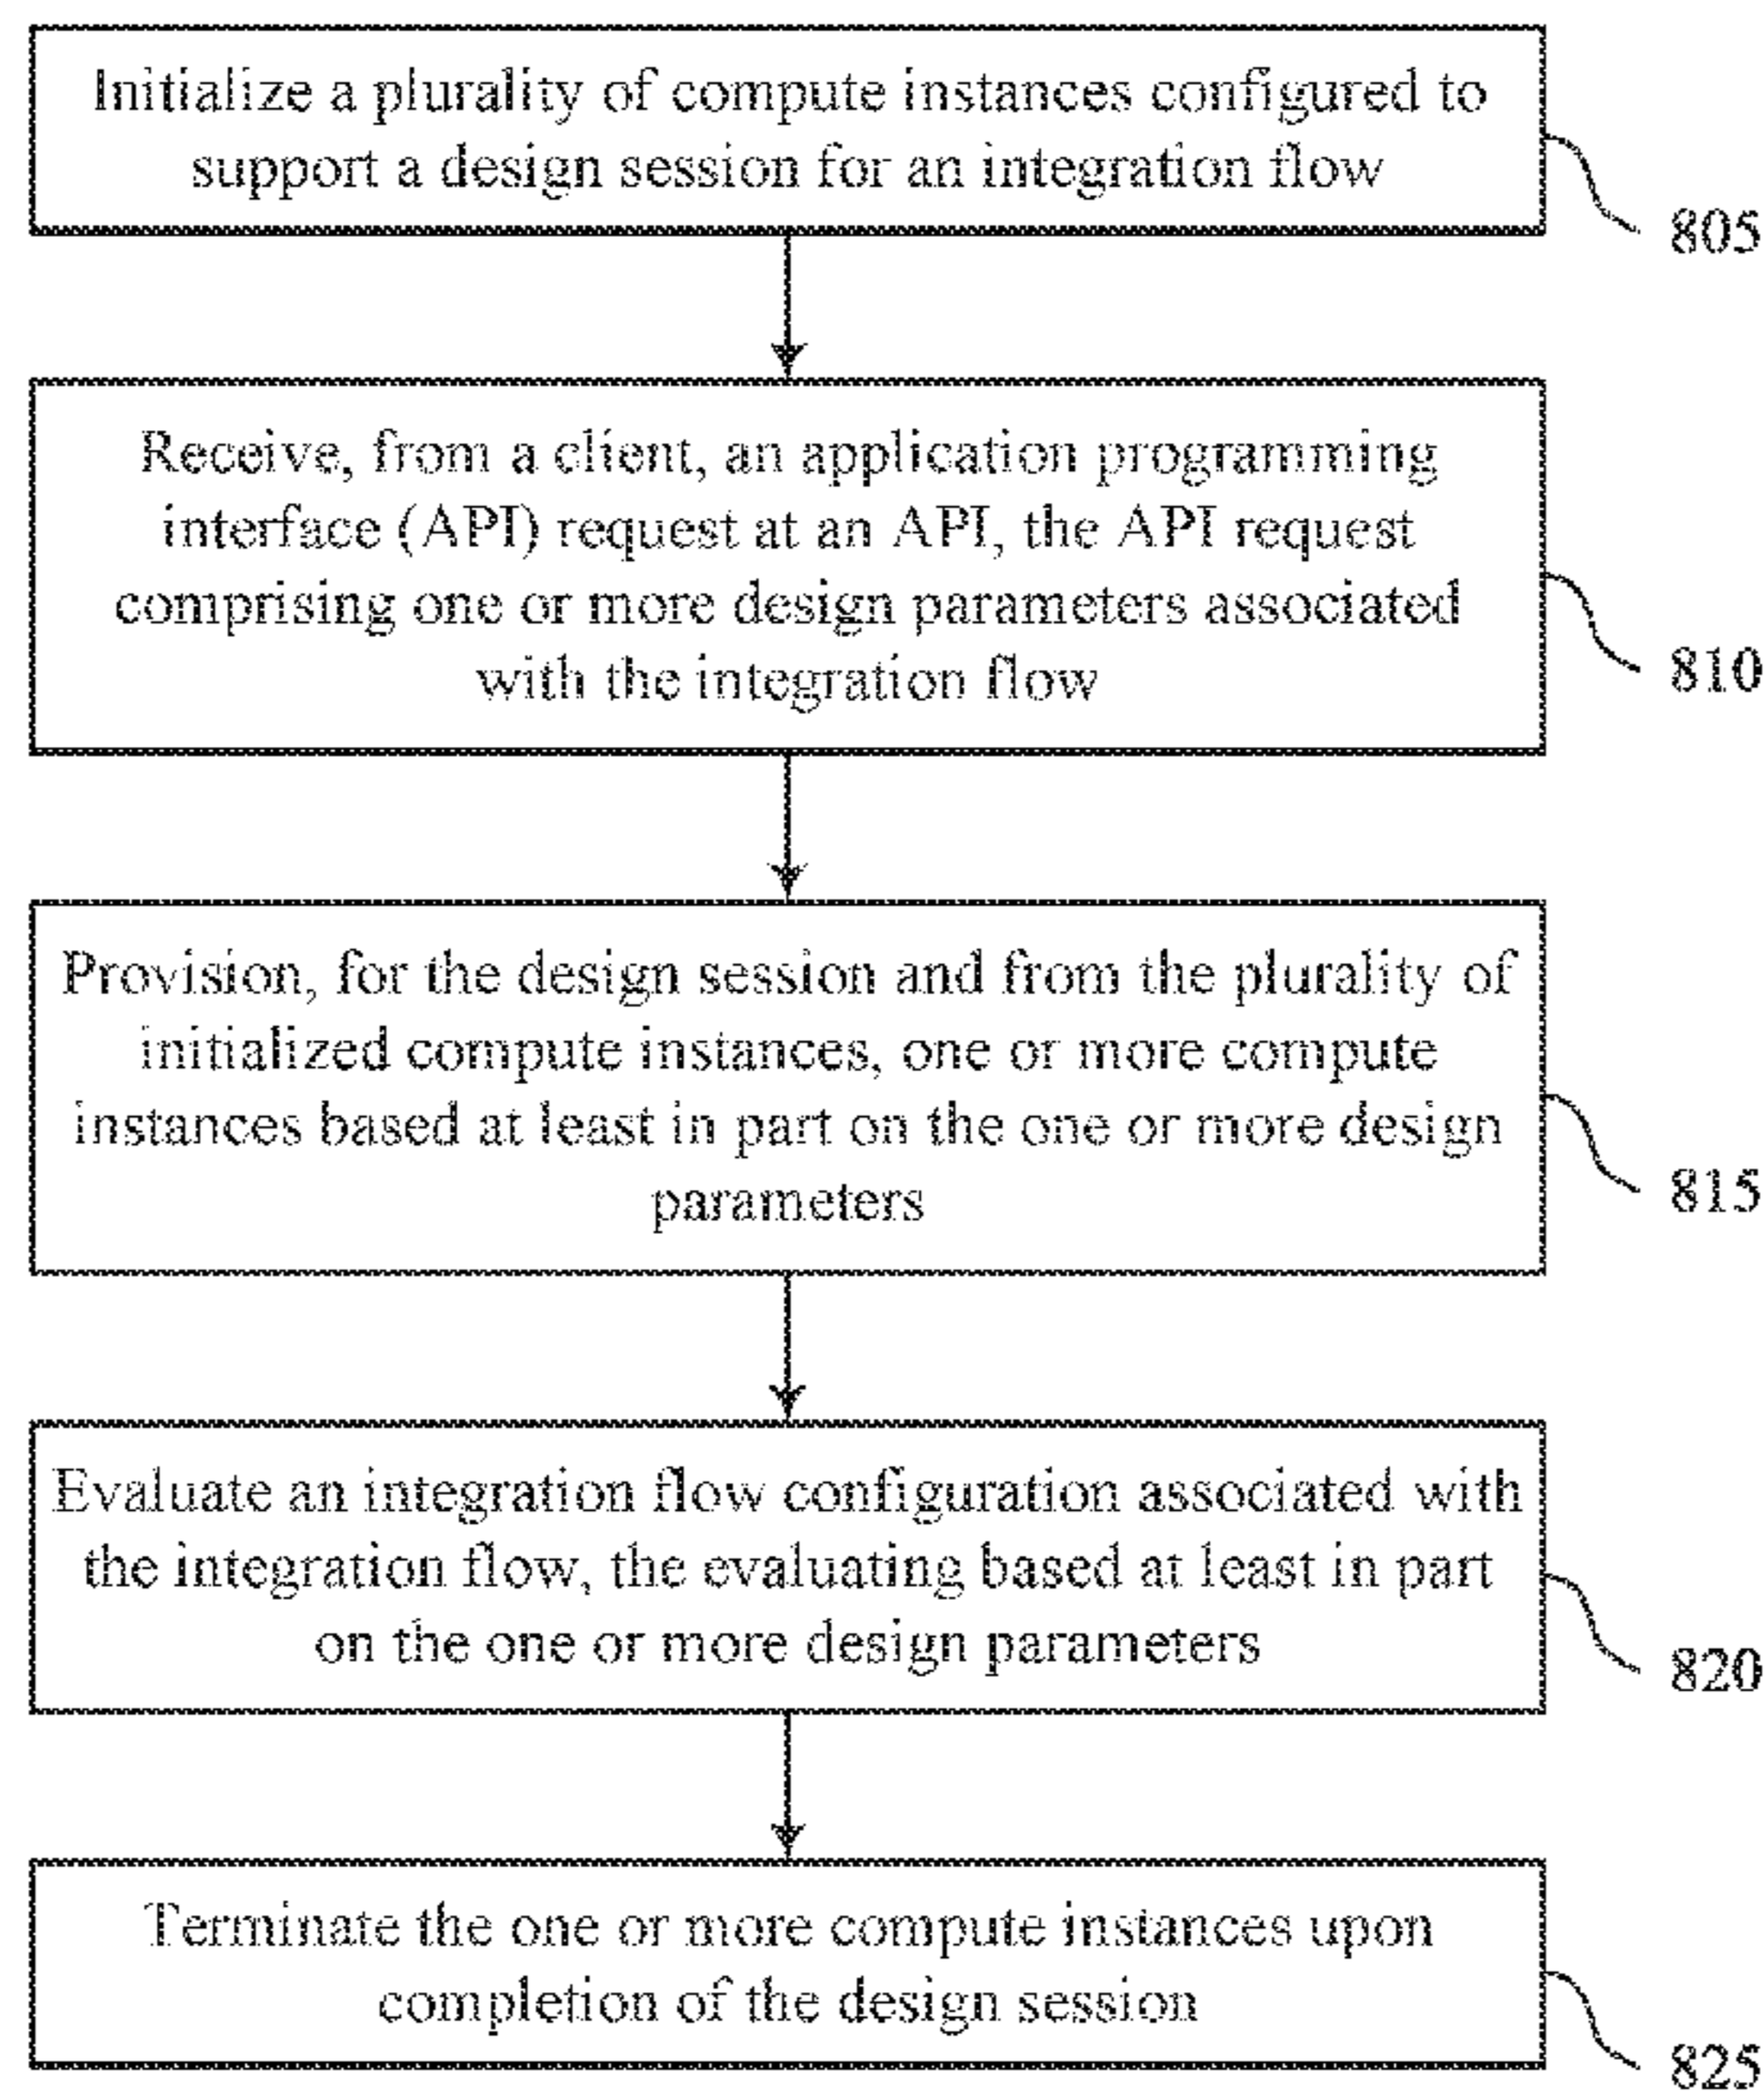 Initialize a plurality of compute instances configured to
support a design session for an integration flow
805
Receive, from a client, an application programming
interface (API) request at an API, the API request
comprising one or more design parameters associated
with the integration flow
810
Provision, for the design session and from the plurality of
initialized compute instances, one or more compute
instances based at least in part on the one or more design
parameters
815
Evaluate an integration flow configuration associated with
the integration flow, the evaluating based at least in part
on the one or more design parameters
820
Terminate the one or more compute instances upon
completion of the design session
825